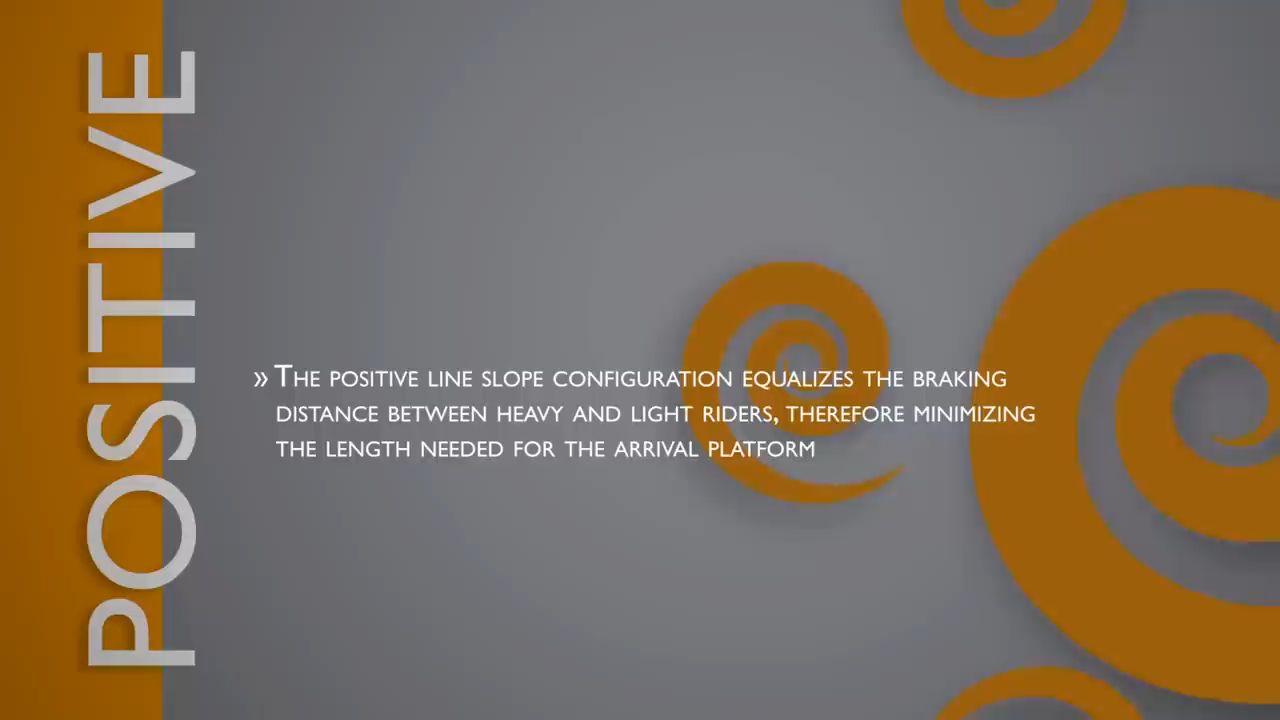 POSITIVE
» The positive line slope configuration equalizes the braking
distance between heavy and light riders, therefore minimizing
the length needed for the arrival platform